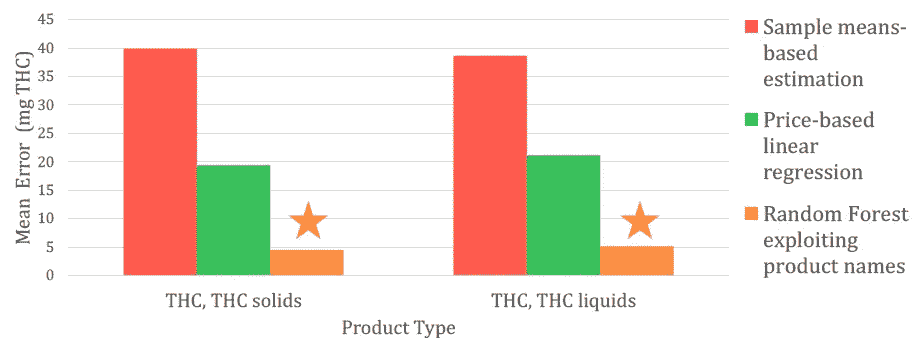 45
40
35
30
25
20
15
10
5
0
Mean Error (mg THC)
THC, THC solids
THC, THC liquids
Product Type
Sample means-
based
estimation
Price-based
linear
regression
Random Forest
exploiting
product names